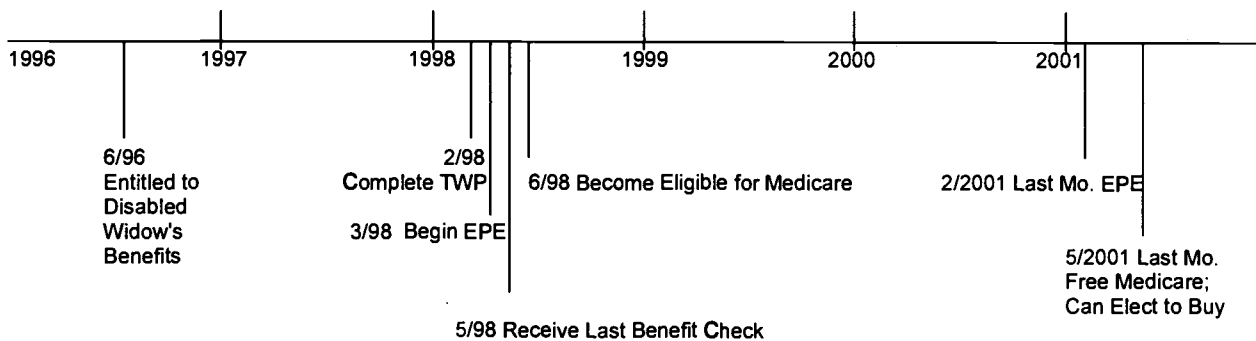 1996
1997
1998
1999
2000
2001
6/96
Entitled to
Disabled
Widow's
Benefits
2/98
Complete TWP
3/98 Begin EPE
5/98 Receive Last Benefit Check
6/98 Become Eligible for Medicare
2/2001 Last Mo. EPE
5/2001 Last Mo.
Free Medicare;
Can Elect to Buy